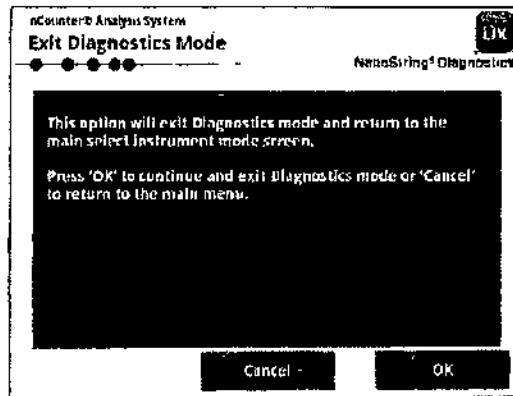 nCounter® Analysis System
Exit Diagnostics Mode
Dx
NanoString® Diagnostics
This option will exit Diagnostics mode and return to the
main select instrument mode screen.
Press 'OK' to continue and exit Diagnostics mode or 'Cancel'
to return to the main menu.
Cancel
OK